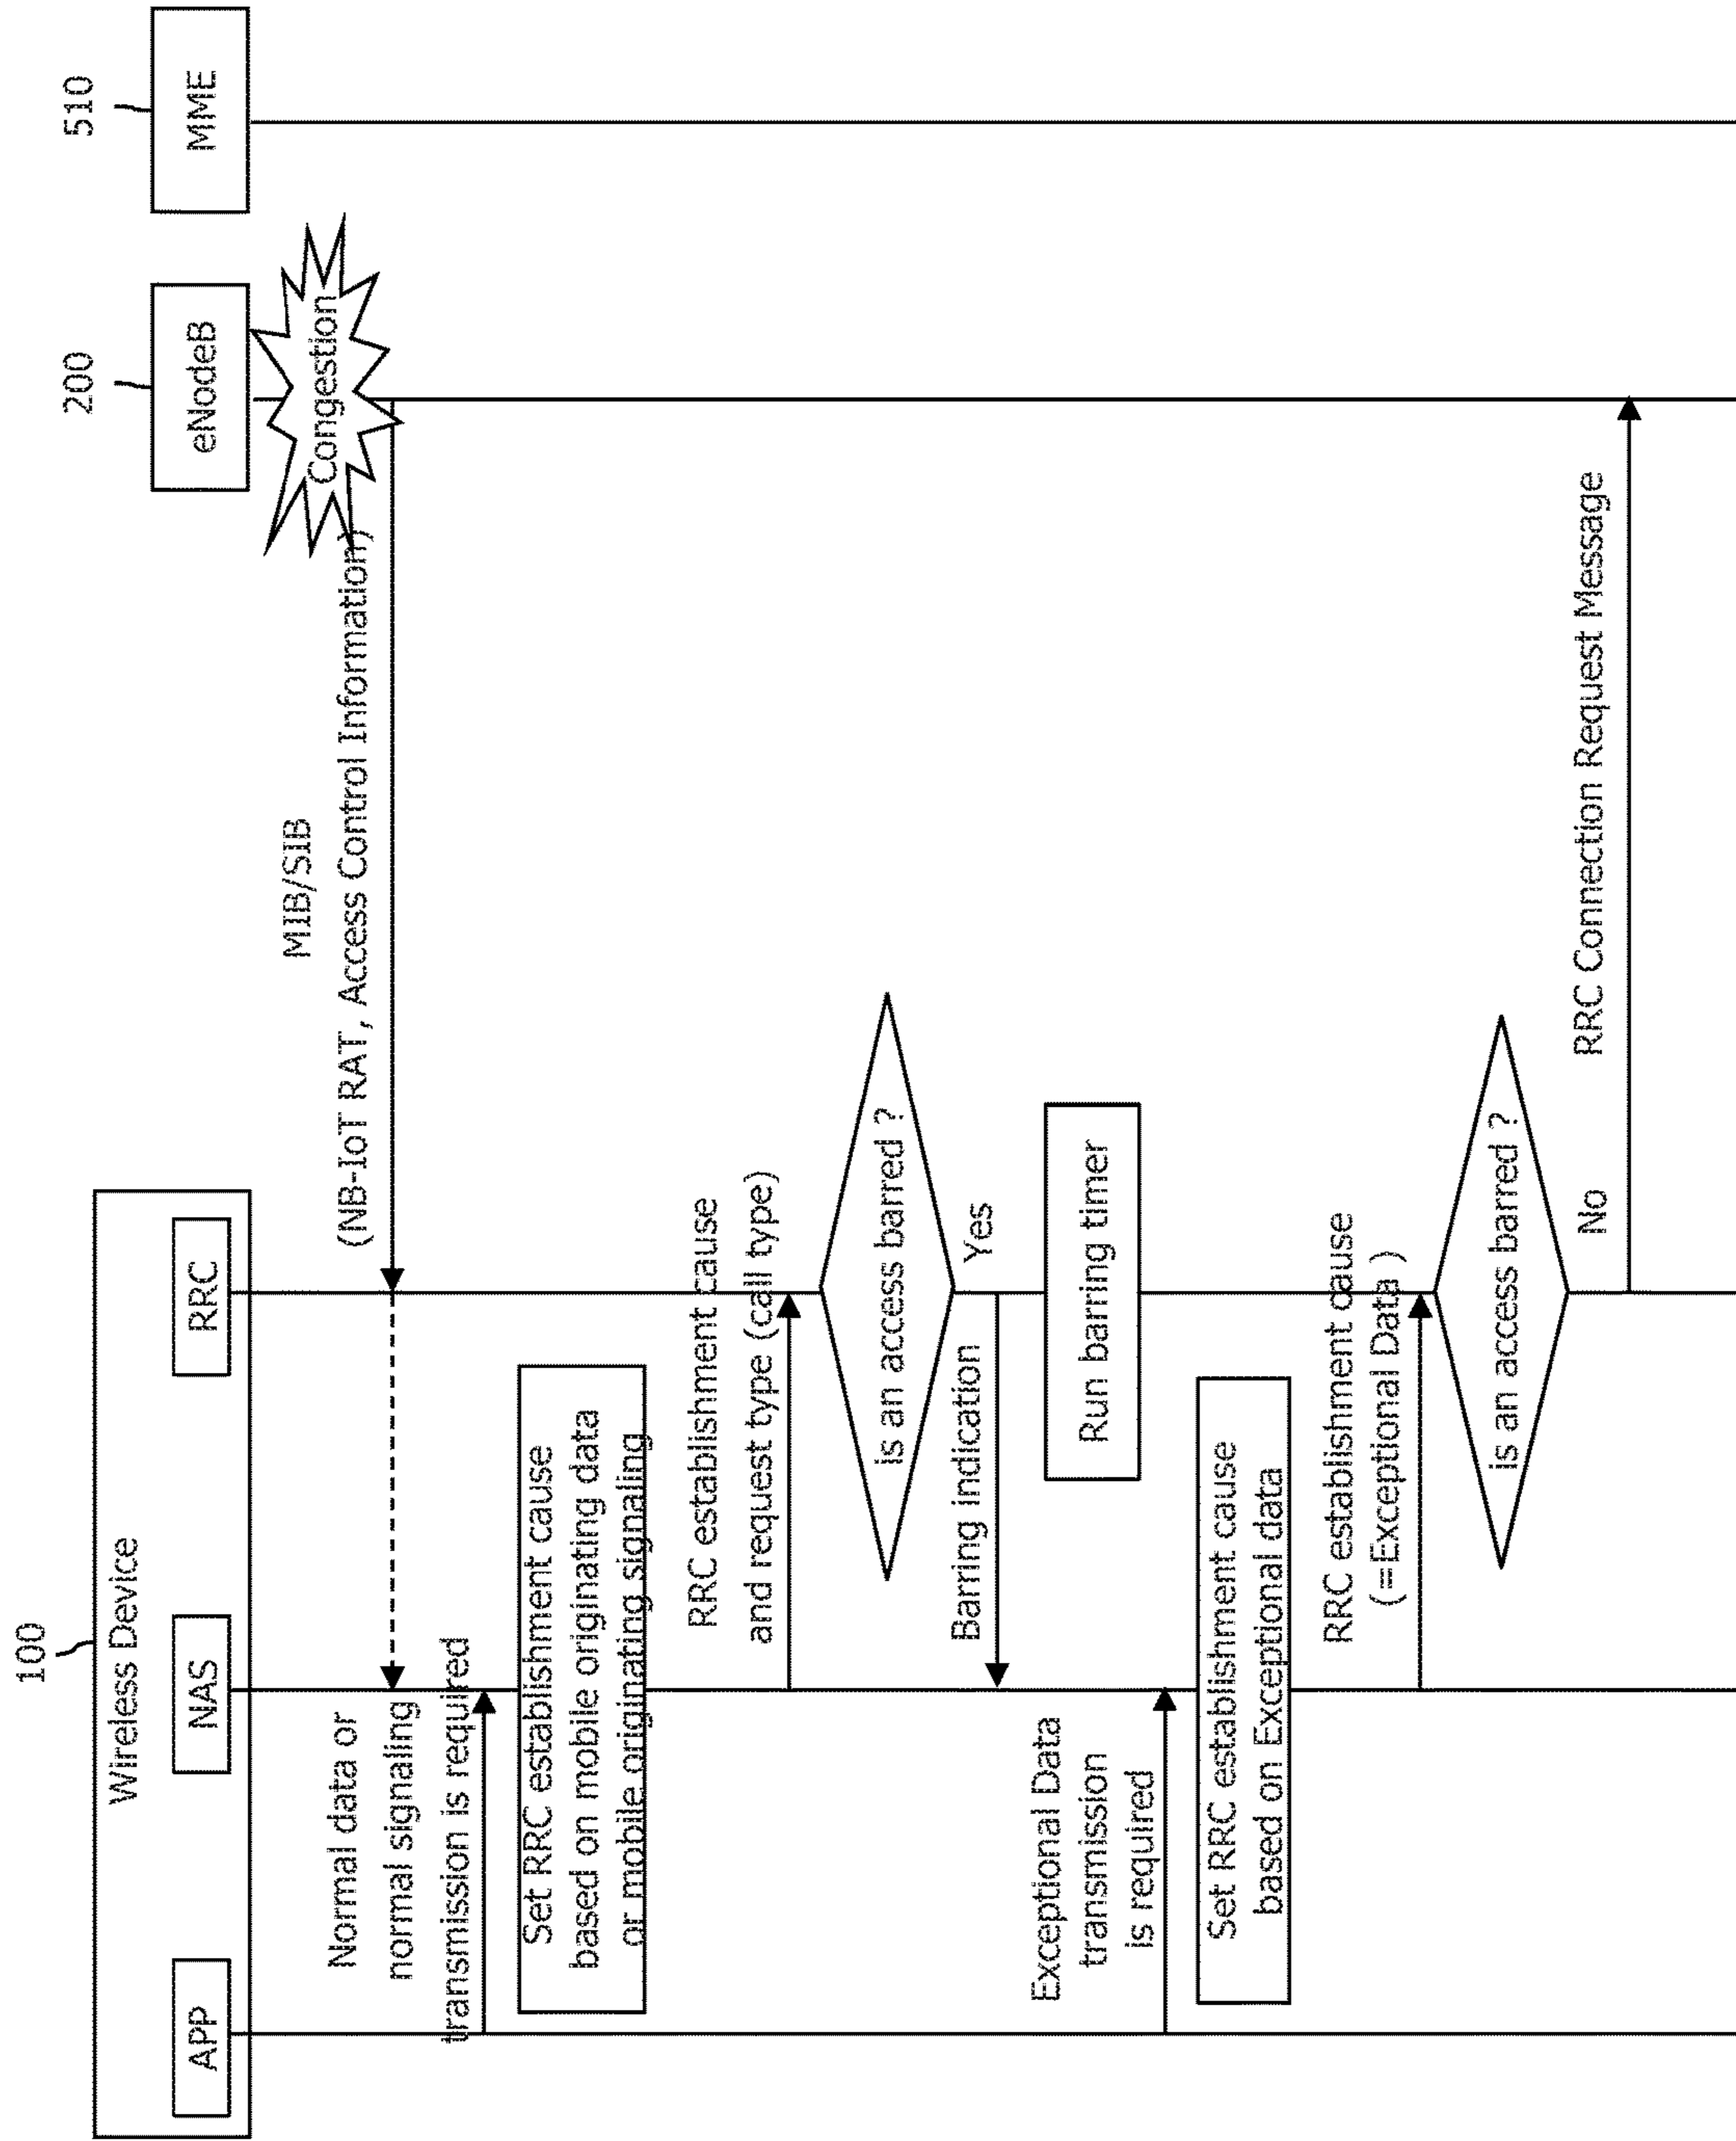 100
Wireless Device
APP
NAS
RRC
200
eNodeB
510
MME
Congestion
MIB/SIB
(NB-IoT RAT, Access Control Information)
Normal data or
normal signaling
transmission is required
Set RRC establishment cause
based on mobile originating data
or mobile originating signaling
RRC establishment cause
and request type (call type)
is an access barred ?
Yes
Barring indication
Run barring timer
Exceptional Data
transmission
is required
Set RRC establishment cause
based on Exceptional data
RRC establishment cause
(=Exceptional Data )
is an access barred ?
No
RRC Connection Request Message